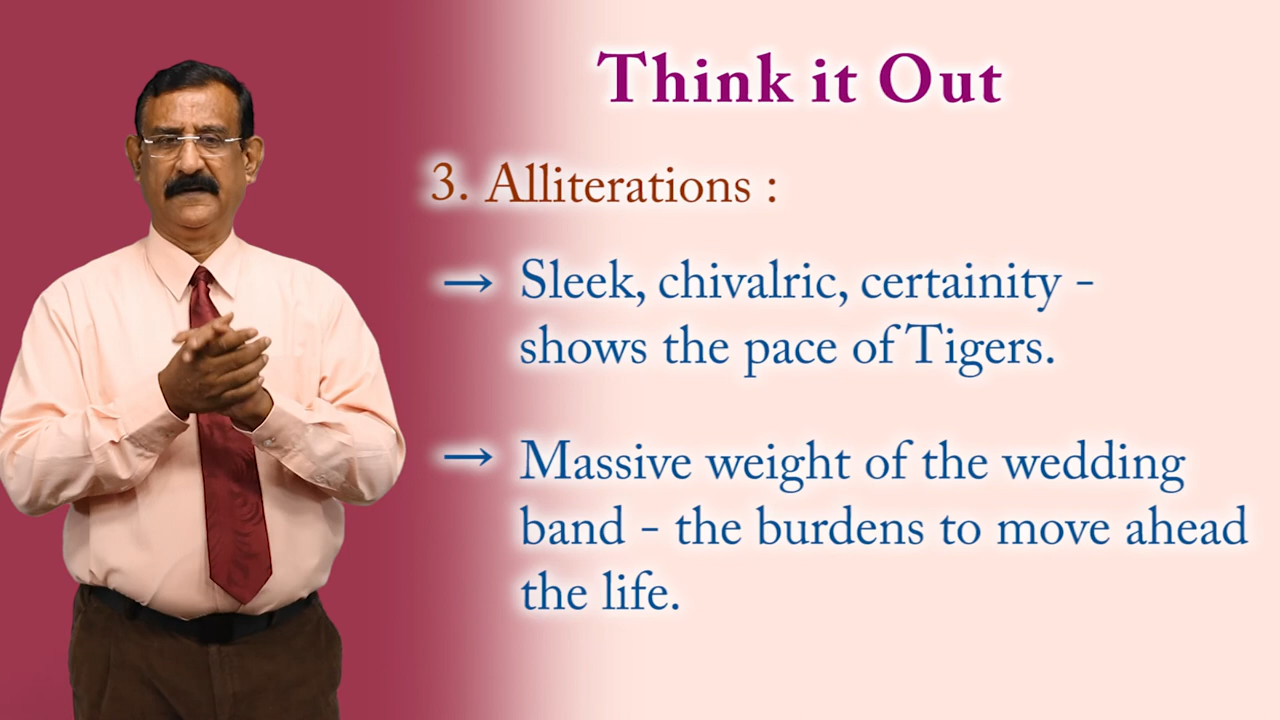 Think it Out
3. Alliterations :
→ Sleek, chivalric, certainity -
shows the pace of Tigers.
→ Massive weight of the wedding
band - the burdens to move ahead
the life.